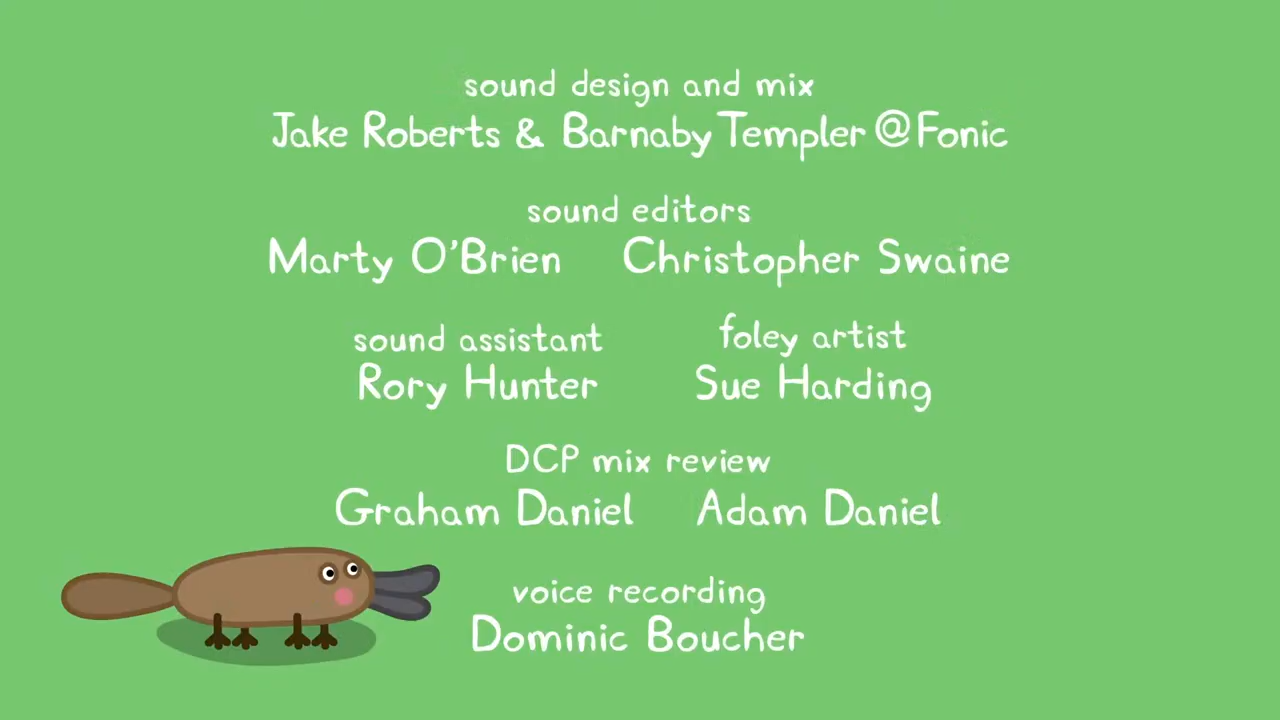 sound design and mix
Jake Roberts & Barnaby Templer @ Fonic
sound editors
Marty O'Brien Christopher Swaine
sound assistant foley artist
Rory Hunter Sue Harding
DCP mix review
Graham Daniel Adam Daniel
voice recording
Dominic Boucher